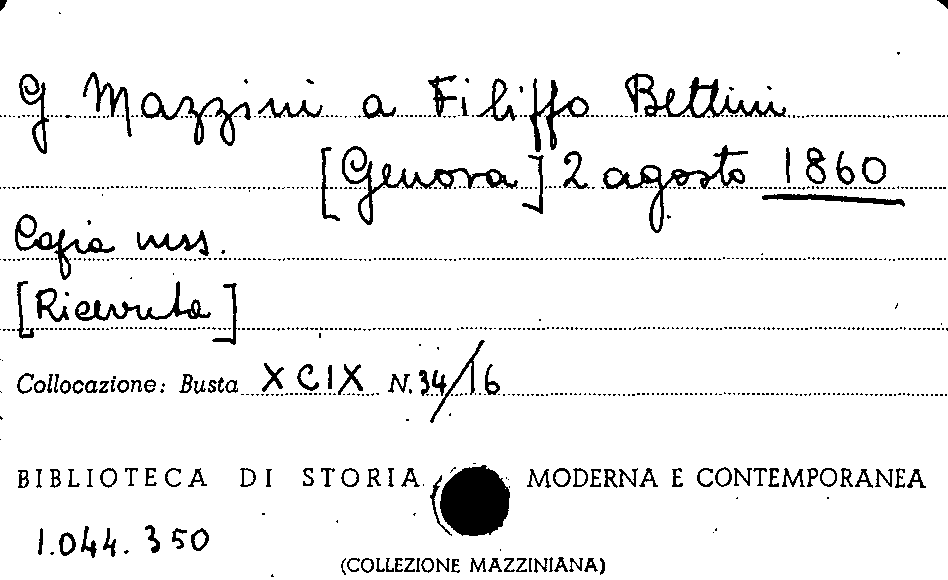 G Mazzini a Filippo Bettini
[Genova] 2 agosto 1860
Copia mss.
[Ricevuta]
Collocazione: Busta XCIX N. 34/16
BIBLIOTECA DI STORIA MODERNA E CONTEMPORANEA
1.044.350
(COLLEZIONE MAZZINIANA)